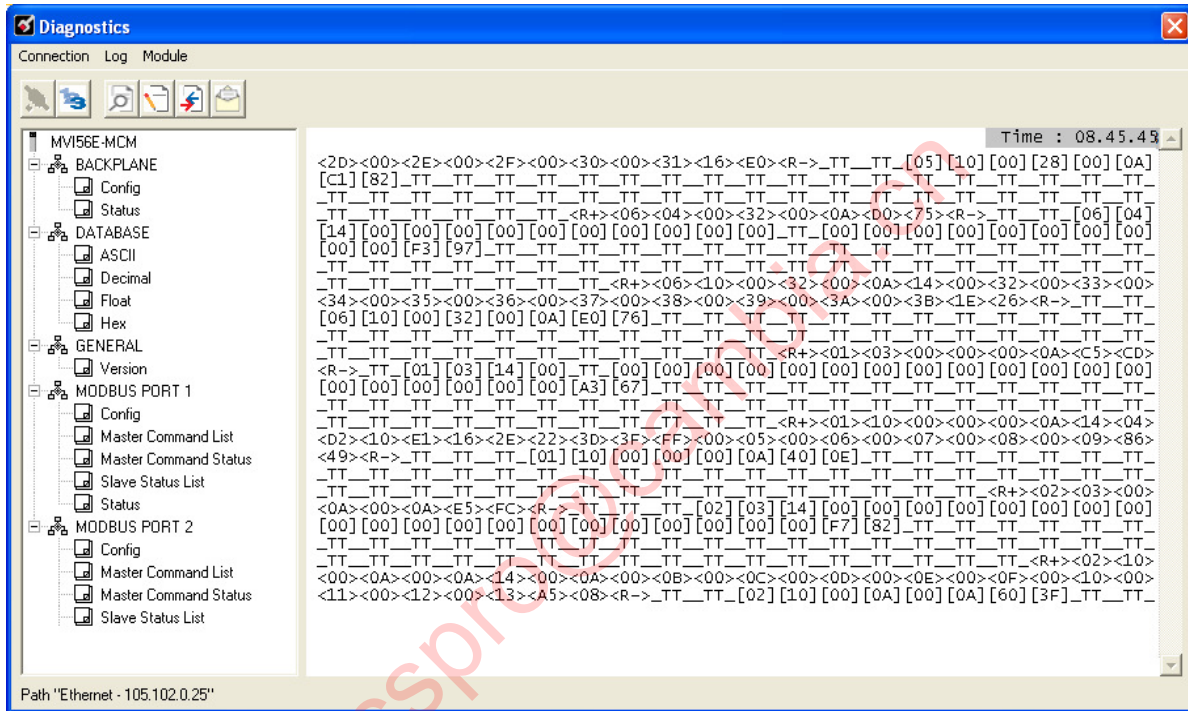 Diagnostics
Connection Log Module
Time : 08.45.45
MVI56E-MCM
BACKPLANE
Config
Status
DATABASE
ASCII
Decimal
Float
Hex
GENERAL
Version
MODBUS PORT 1
Config
Master Command List
Master Command Status
Slave Status List
Status
MODBUS PORT 2
Config
Master Command List
Master Command Status
Slave Status List
<2D><00><2E><00><2F><00><30><00><31><16><E0><R->_TT__TT_[05][10][00][28][00][0A]
[C1][82]_TT__TT__TT__TT__TT__TT__TT__TT__TT__TT__TT__TT__TT__TT__TT__TT__TT__TT_
_TT__TT__TT__TT__TT__TT__TT__TT__TT__TT__TT__TT__TT__TT__TT__TT__TT__TT__TT__TT_
_TT__TT__TT__TT__TT__TT_<R+><06><04><00><32><00><0A><D0><75><R->_TT__TT_[06][04]
[14][00][00][00][00][00][00][00][00][00][00]_TT_[00][00][00][00][00][00][00][00]
[00][00][F3][97]_TT__TT__TT__TT__TT__TT__TT__TT__TT__TT__TT__TT__TT__TT__TT__TT_
_TT__TT__TT__TT__TT__TT__TT__TT__TT__TT__TT__TT__TT__TT__TT__TT__TT__TT__TT__TT_
_TT__TT__TT__TT__TT__TT__TT_<R+><06><10><00><32><00><0A><14><00><32><00><33><00>
<34><00><35><00><36><00><37><00><38><00><39><00><3A><00><3B><1E><26><R->_TT__TT_
[06][10][00][32][00][0A][E0][76]_TT__TT__TT__TT__TT__TT__TT__TT__TT__TT__TT__TT_
_TT__TT__TT__TT__TT__TT__TT__TT__TT__TT__TT__TT__TT__TT__TT__TT__TT__TT__TT__TT_
_TT__TT__TT__TT__TT__TT__TT__TT__TT__TT__TT_<R+><01><03><00><00><00><0A><C5><CD>
<R->_TT_[01][03][14][00]_TT_[00][00][00][00][00][00][00][00][00][00][00][00][00]
[00][00][00][00][00][00][A3][67]_TT__TT__TT__TT__TT__TT__TT__TT__TT__TT__TT__TT_
_TT__TT__TT__TT__TT__TT__TT__TT__TT__TT__TT__TT__TT__TT__TT__TT__TT__TT__TT__TT_
_TT__TT__TT__TT__TT__TT__TT__TT__TT__TT__TT_<R+><01><10><00><00><00><0A><14><04>
<D2><10><E1><16><2E><22><3D><3F><FF><00><05><00><06><00><07><00><08><00><09><86>
<49><R->_TT__TT__TT_[01][10][00][00][00][0A][40][0E]_TT__TT__TT__TT__TT__TT__TT_
_TT__TT__TT__TT__TT__TT__TT__TT__TT__TT__TT__TT__TT__TT__TT__TT__TT__TT__TT__TT_
_TT__TT__TT__TT__TT__TT__TT__TT__TT__TT__TT__TT__TT__TT__TT__TT_<R+><02><03><00>
<0A><00><0A><E5><FC><R->_TT__TT__TT_[02][03][14][00][00][00][00][00][00][00][00]
[00][00][00][00][00][00][00][00][00][00][00][00][F7][82]_TT__TT__TT__TT__TT__TT_
_TT__TT__TT__TT__TT__TT__TT__TT__TT__TT__TT__TT__TT__TT__TT__TT__TT__TT__TT__TT_
_TT__TT__TT__TT__TT__TT__TT__TT__TT__TT__TT__TT__TT__TT__TT__TT__TT_<R+><02><10>
<00><0A><00><0A><14><00><0A><00><0B><00><0C><00><0D><00><0E><00><0F><00><10><00>
<11><00><12><00><13><A5><08><R->_TT__TT_[02][10][00][0A][00][0A][60][3F]_TT__TT_
sspro@cambia.cn
Path "Ethernet - 105.102.0.25"